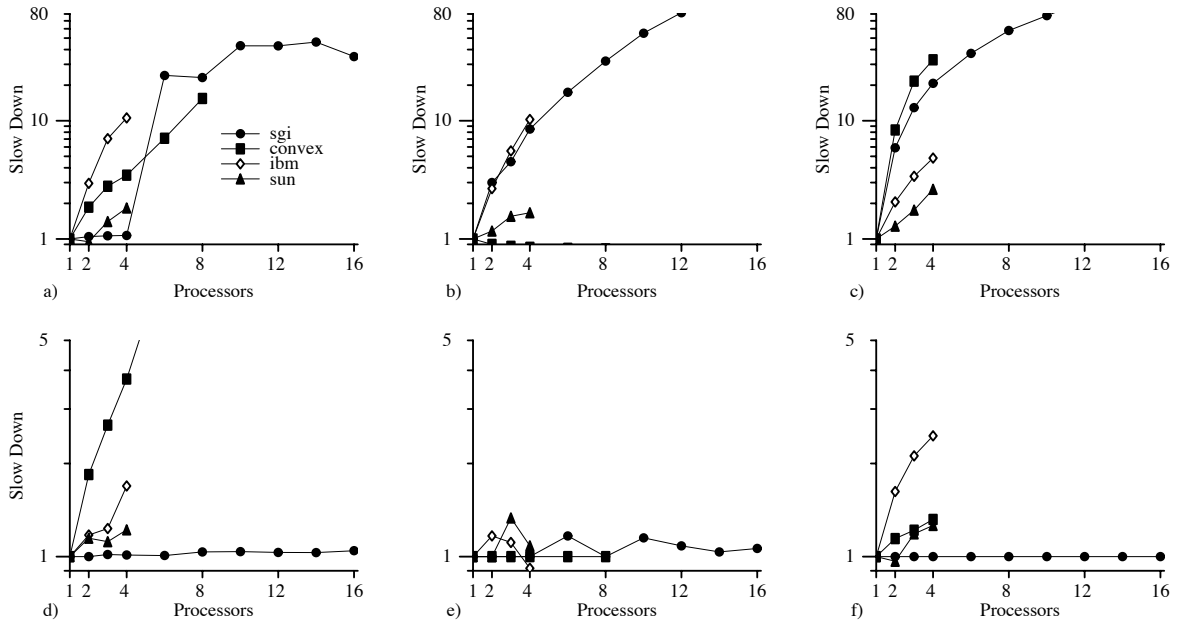 80
10
1
Slow Down
sgi
convex
ibm
sun
1 2 4 8 12 16
a) Processors
80
10
1
Slow Down
1 2 4 8 12 16
b) Processors
80
10
1
Slow Down
1 2 4 8 12 16
c) Processors
5
1
Slow Down
1 2 4 8 12 16
d) Processors
5
1
1 2 4 8 12 16
e) Processors
5
1
Slow Down
1 2 4 8 12 16
f) Processors